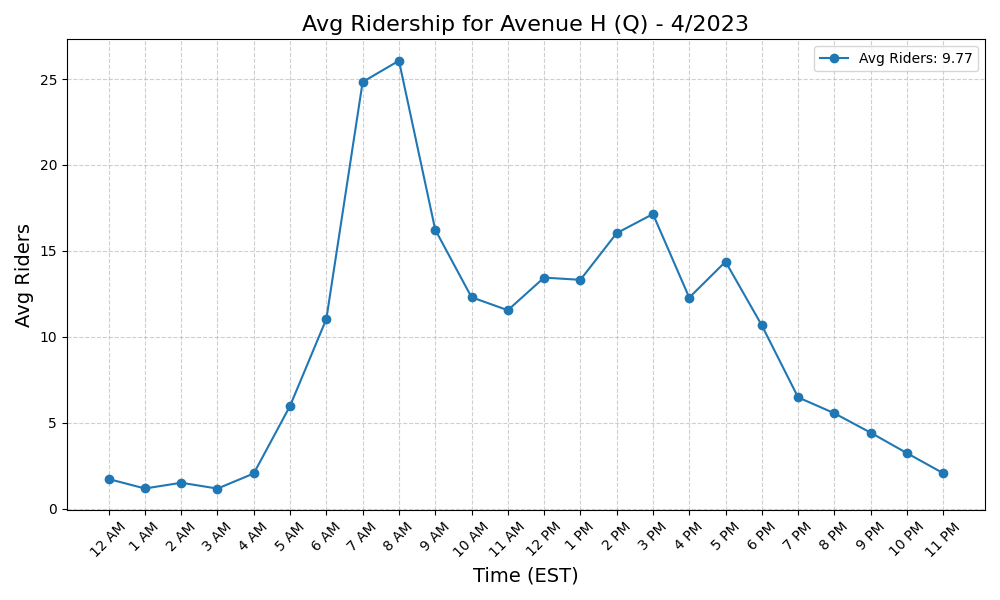 Avg Ridership for Avenue H (Q) - 4/2023
Avg Riders: 9.77
Avg Riders
25
20
15
10
5
0
12 AM
1 AM
2 AM
3 AM
4 AM
5 AM
6 AM
7 AM
8 AM
9 AM
10 AM
11 AM
12 PM
1 PM
2 PM
3 PM
4 PM
5 PM
6 PM
7 PM
8 PM
9 PM
10 PM
11 PM
Time (EST)